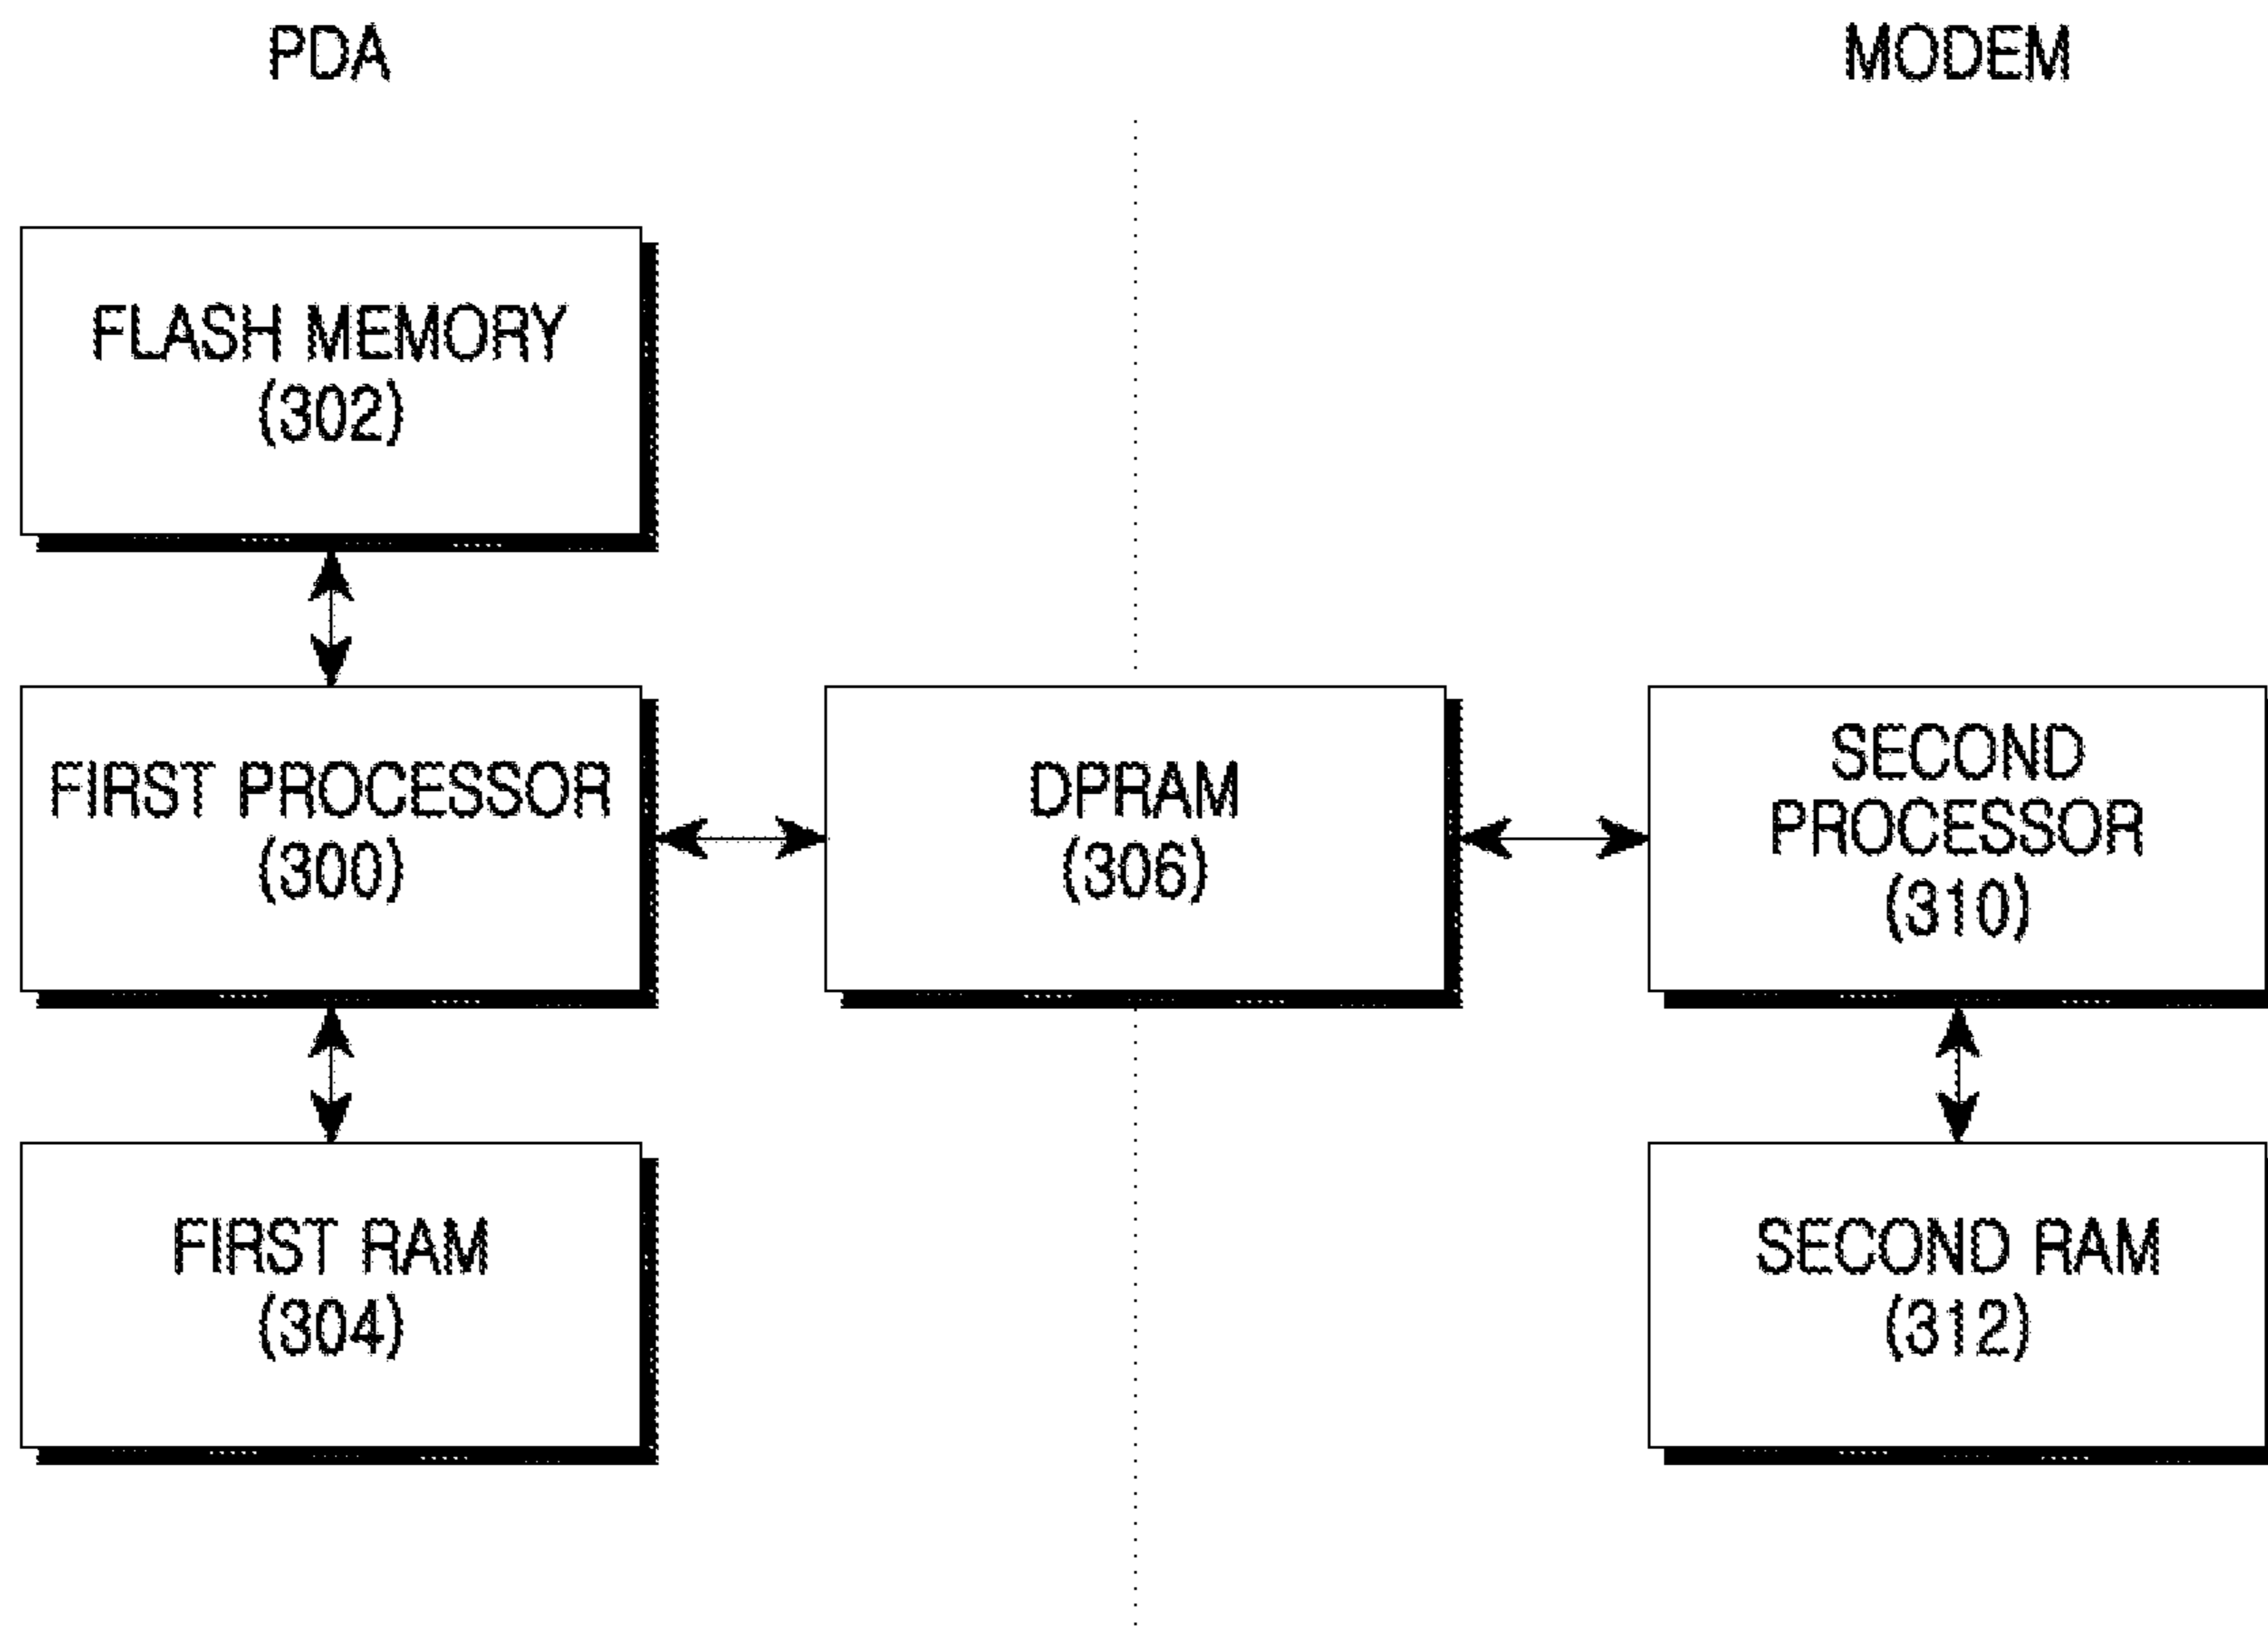 PDA
MODEM
FLASH MEMORY
(302)
FIRST PROCESSOR
(300)
DPRAM
(306)
SECOND
PROCESSOR
(310)
FIRST RAM
(304)
SECOND RAM
(312)